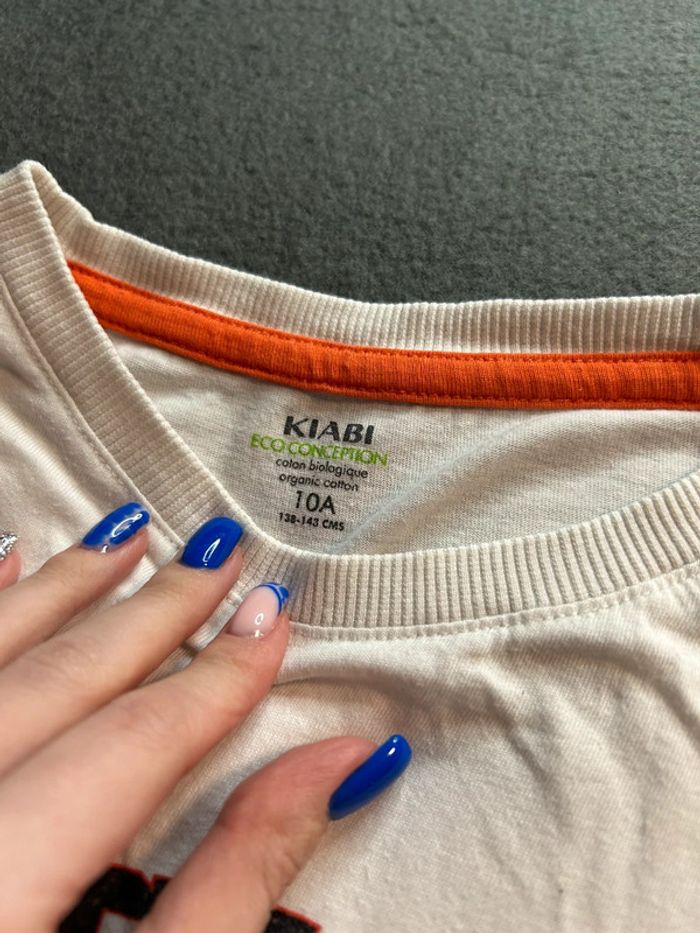 KIABI
ECO CONCEPTION
coton biologique
organic cotton
10A
138-143 CMS